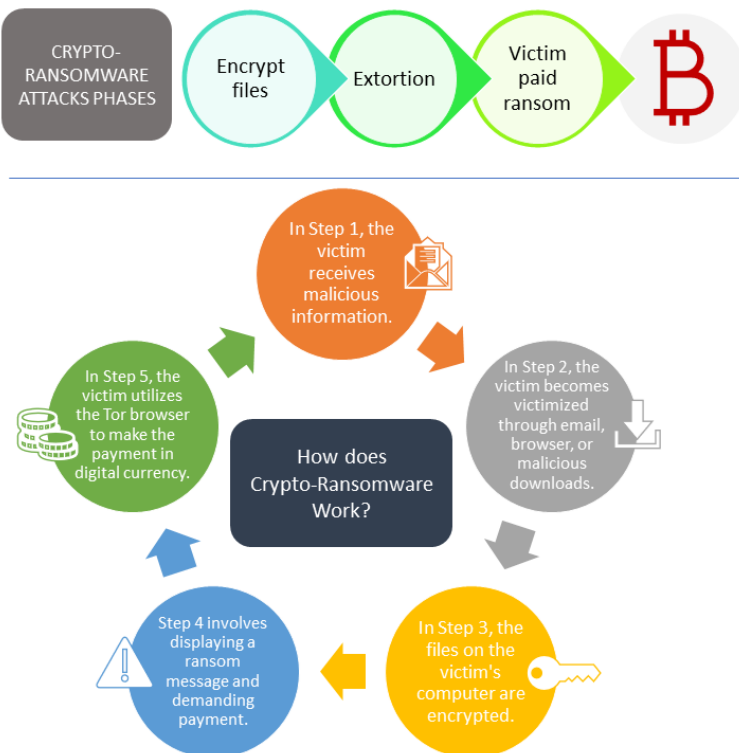 CRYPTO-
RANSOMWARE
ATTACKS PHASES
Encrypt
files
Extortion
Victim
paid
ransom
In Step 1, the
victim
receives
malicious
information.
In Step 2, the
victim becomes
victimized
through email,
browser, or
malicious
downloads.
In Step 3, the
files on the
victim's
computer are
encrypted.
Step 4 involves
displaying a
ransom
message and
demanding
payment.
In Step 5, the
victim utilizes
the Tor browser
to make the
payment in
digital currency.
How does
Crypto-Ransomware
Work?